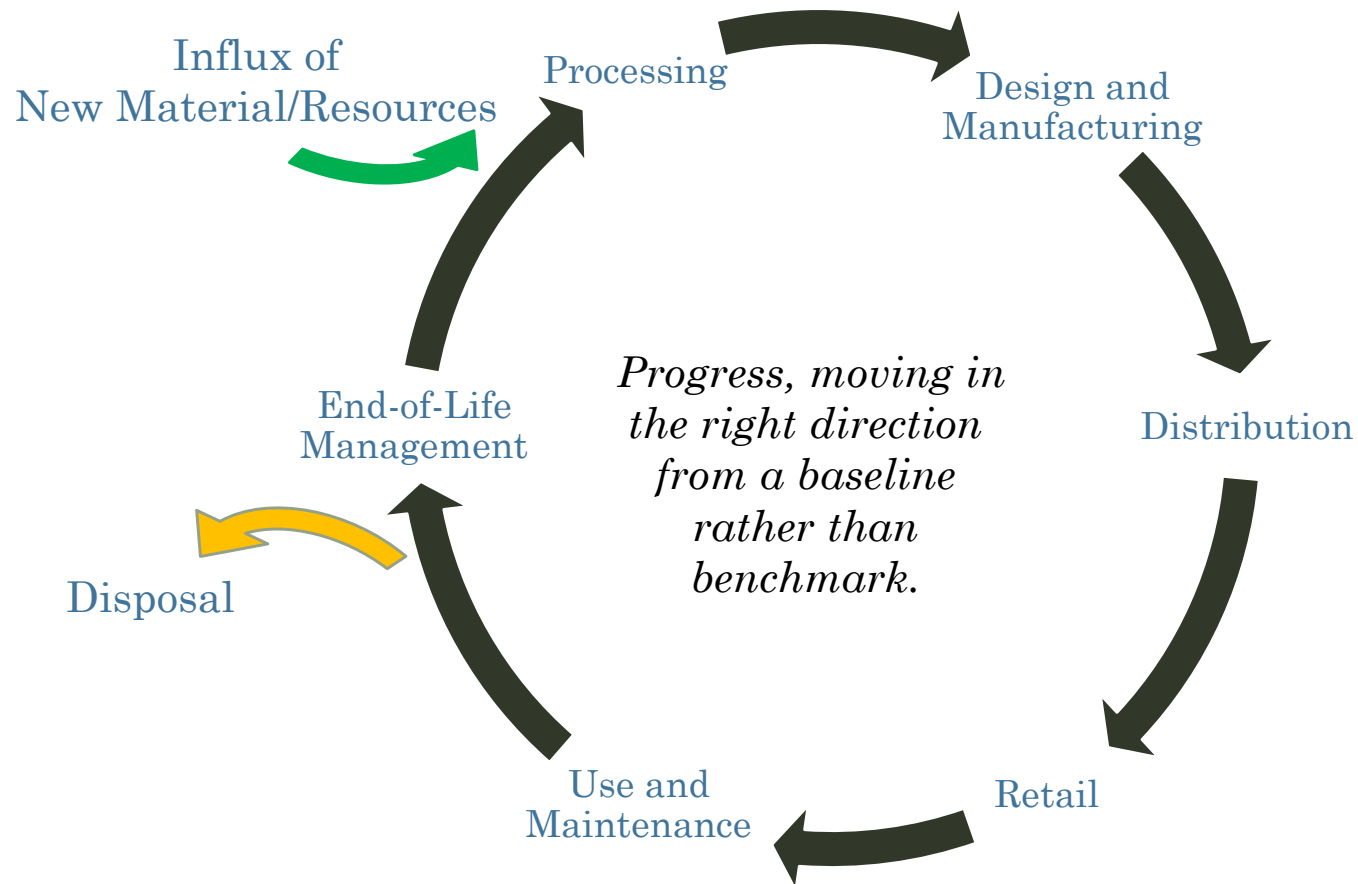 Influx of
New Material/Resources
Processing
Design and
Manufacturing
Distribution
Retail
Use and
Maintenance
End-of-Life
Management
Disposal
Progress, moving in
the right direction
from a baseline
rather than
benchmark.